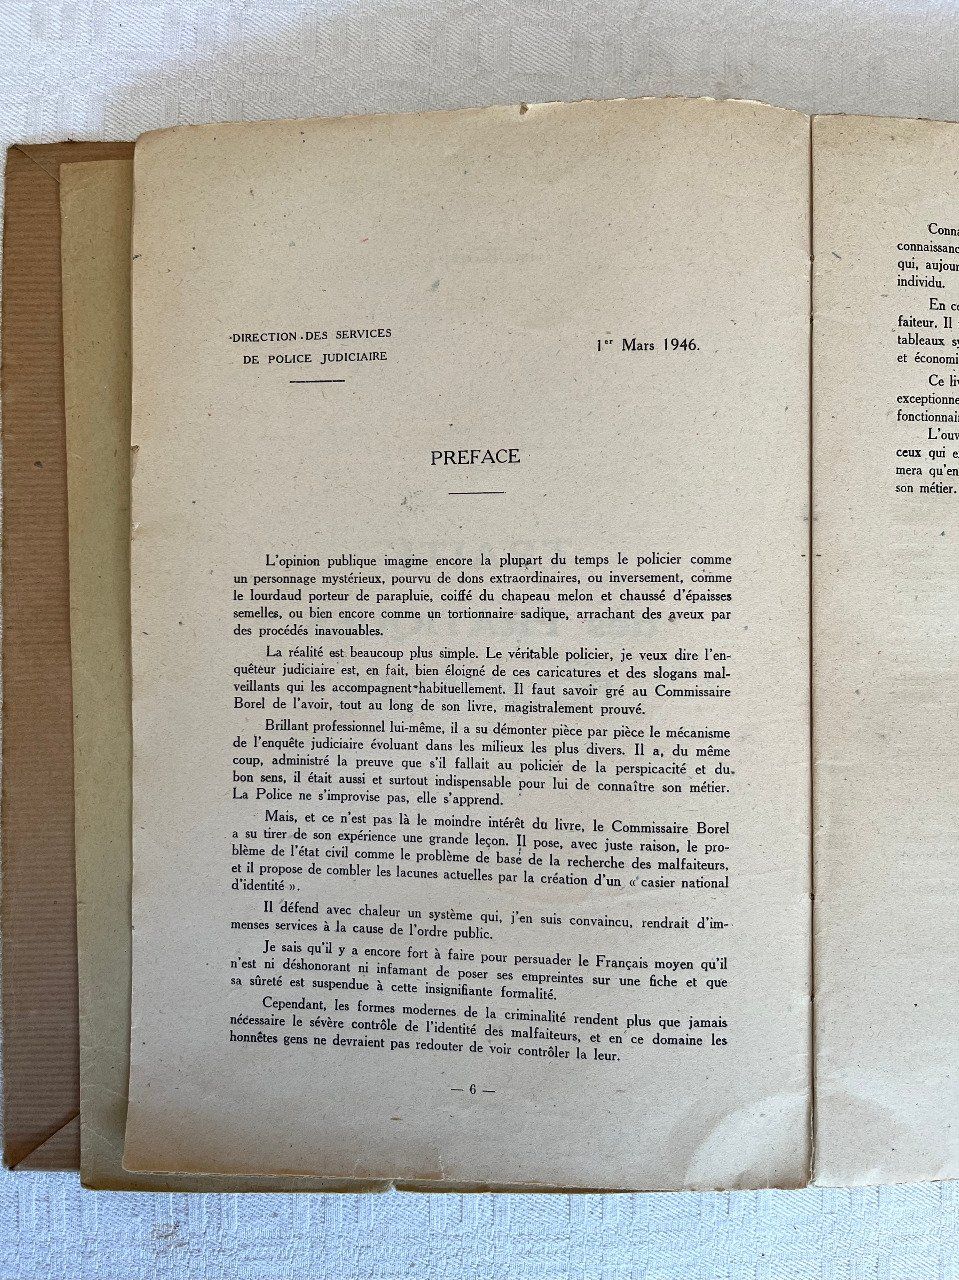 DIRECTION DES SERVICES
DE POLICE JUDICIAIRE
1er Mars 1946.
PREFACE
L'opinion publique imagine encore la plupart du temps le policier comme
un personnage mystérieux, pourvu de dons extraordinaires, ou inversement, comme
le lourdaud porteur de parapluie, coiffé du chapeau melon et chaussé d'épaisses
semelles, ou bien encore comme un tortionnaire sadique, arrachant des aveux par
des procédés inavouables.
La réalité est beaucoup plus simple. Le véritable policier, je veux dire l'en-
quêteur judiciaire est, en fait, bien éloigné de ces caricatures et des slogans mal-
veillants qui les accompagnent habituellement. Il faut savoir gré au Commissaire
Borel de l'avoir, tout au long de son livre, magistralement prouvé.
Brillant professionnel lui-même, il a su démonter pièce par pièce le mécanisme
de l'enquête judiciaire évoluant dans les milieux les plus divers. Il a, du même
coup, administré la preuve que s'il fallait au policier de la perspicacité et du
bon sens, il était aussi et surtout indispensable pour lui de connaître son métier.
La Police ne s'improvise pas, elle s'apprend.
Mais, et ce n'est pas là le moindre intérêt du livre, le Commissaire Borel
a su tirer de son expérience une grande leçon. Il pose, avec juste raison, le pro-
blème de l'état civil comme le problème de base de la recherche des malfaiteurs,
et il propose de combler les lacunes actuelles par la création d'un « casier national
d'identité ».
Il défend avec chaleur un système qui, j'en suis convaincu, rendrait d'im-
menses services à la cause de l'ordre public.
Je sais qu'il y a encore fort à faire pour persuader le Français moyen qu'il
n'est ni déshonorant ni infamant de poser ses empreintes sur une fiche et que
sa sûreté est suspendue à cette insignifiante formalité.
Cependant, les formes modernes de la criminalité rendent plus que jamais
nécessaire le sévère contrôle de l'identité des malfaiteurs, et en ce domaine les
honnêtes gens ne devraient pas redouter de voir contrôler la leur.
— 6 —
Conna
connaissanc
qui, aujour
individu.
En ce
faiteur. Il
tableaux sy
et économi
Ce liv
exceptionne
fonctionnai
L'ouv
ceux qui e
mera qu'en
son métier.